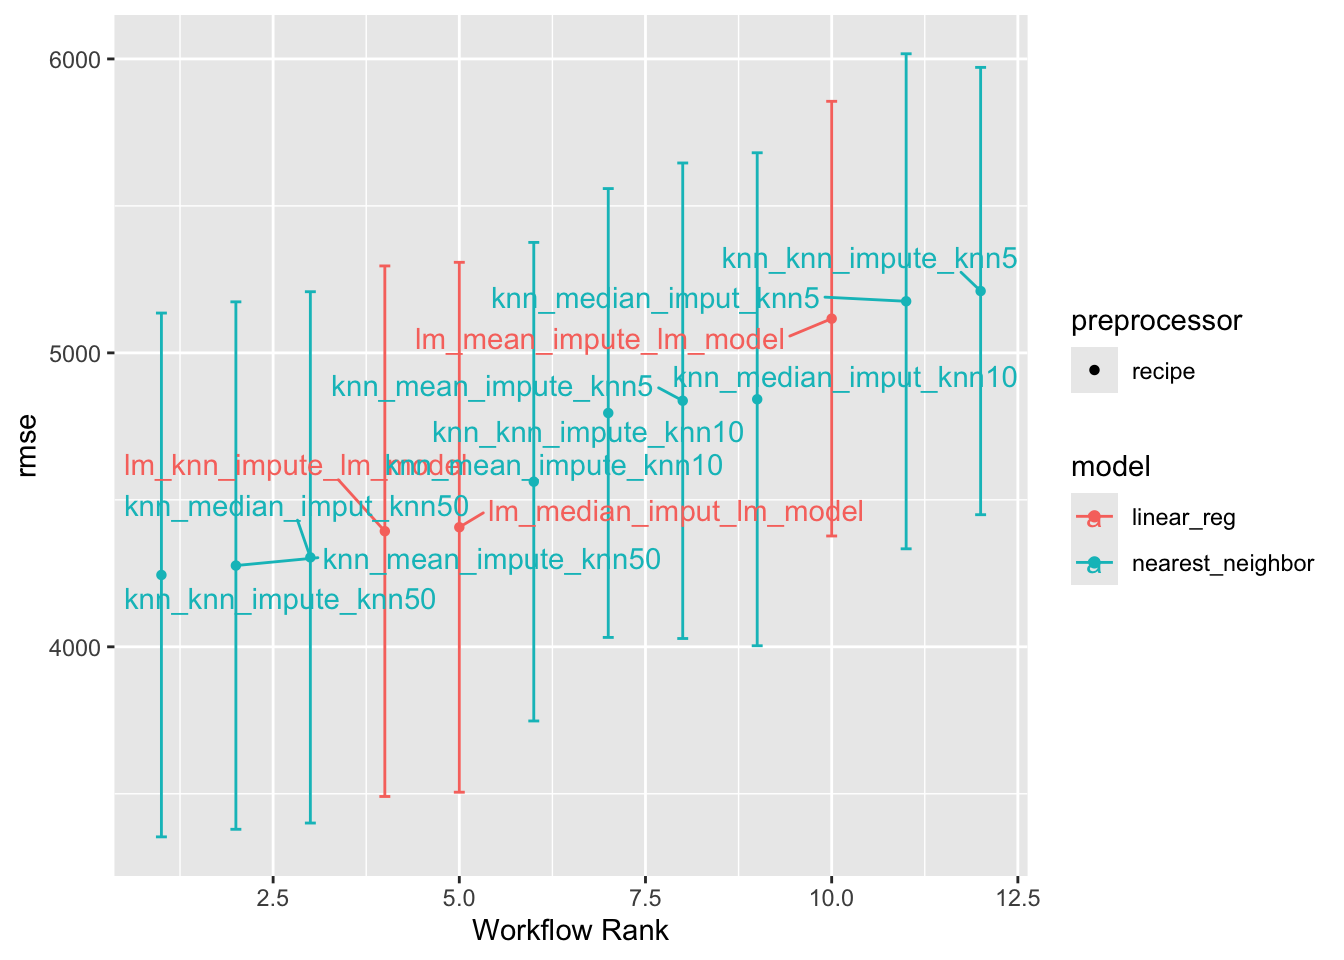 6000
5000
4000
rmse
knn_knn_impute_knn5
knn_median_imput_knn5
lm_mean_impute_lm_model
knn_median_imput_knn10
knn_mean_impute_knn5
knn_knn_impute_knn10
lm_knn_impute_lm_model
knn_mean_impute_knn10
knn_median_imput_knn50
lm_median_imput_lm_model
knn_mean_impute_knn50
knn_knn_impute_knn50
2.5
5.0
7.5
10.0
12.5
Workflow Rank
preprocessor
recipe
model
a linear_reg
a nearest_neighbor